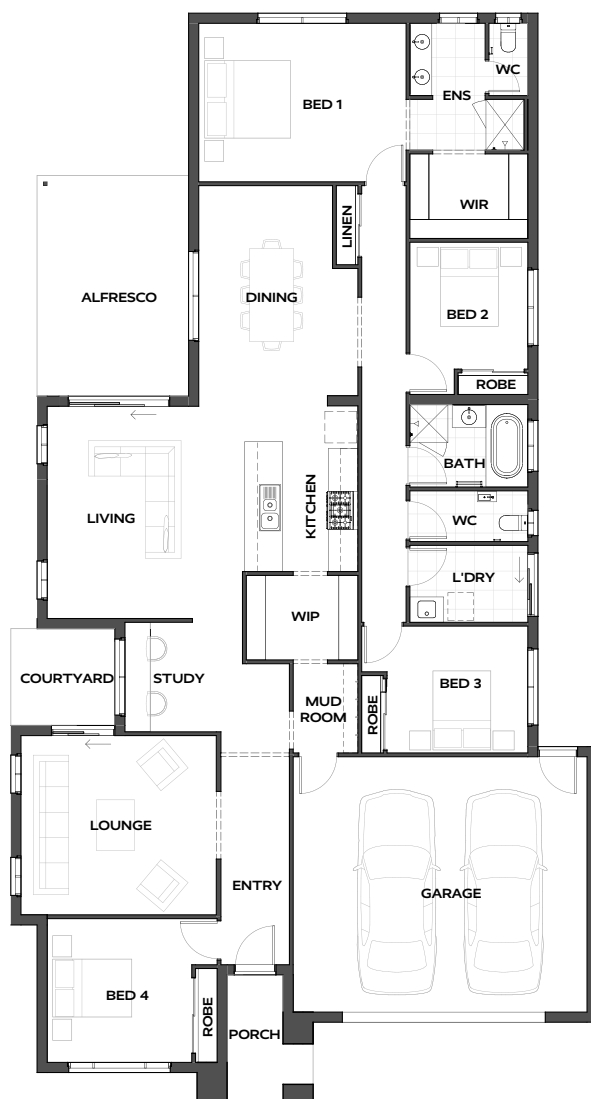 BED 1
WC
ENS
WIR
LINEN
ALFRESCO
DINING
BED 2
ROBE
KITCHEN
BATH
LIVING
WC
L'DRY
WIP
COURTYARD
STUDY
MUD
ROOM
BED 3
ROBE
LOUNGE
ENTRY
GARAGE
BED 4
ROBE
PORCH